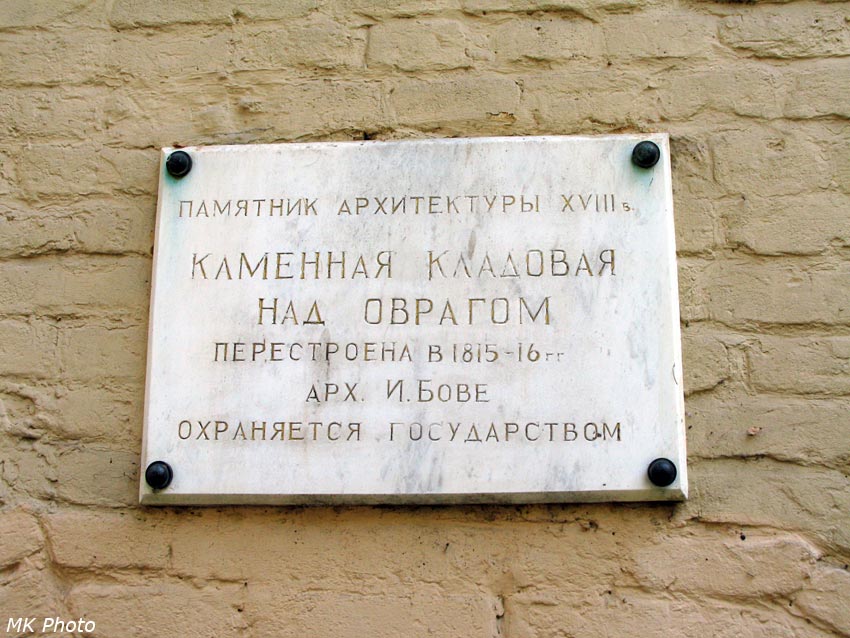 ПАМЯТНИК АРХИТЕКТУРЫ XVIII в.
КАМЕННАЯ КЛАДОВАЯ
НАД ОВРАГОМ
ПЕРЕСТРОЕНА В 1815-16 гг
АРХ. И. БОВЕ
ОХРАНЯЕТСЯ ГОСУДАРСТВОМ
MK Photo